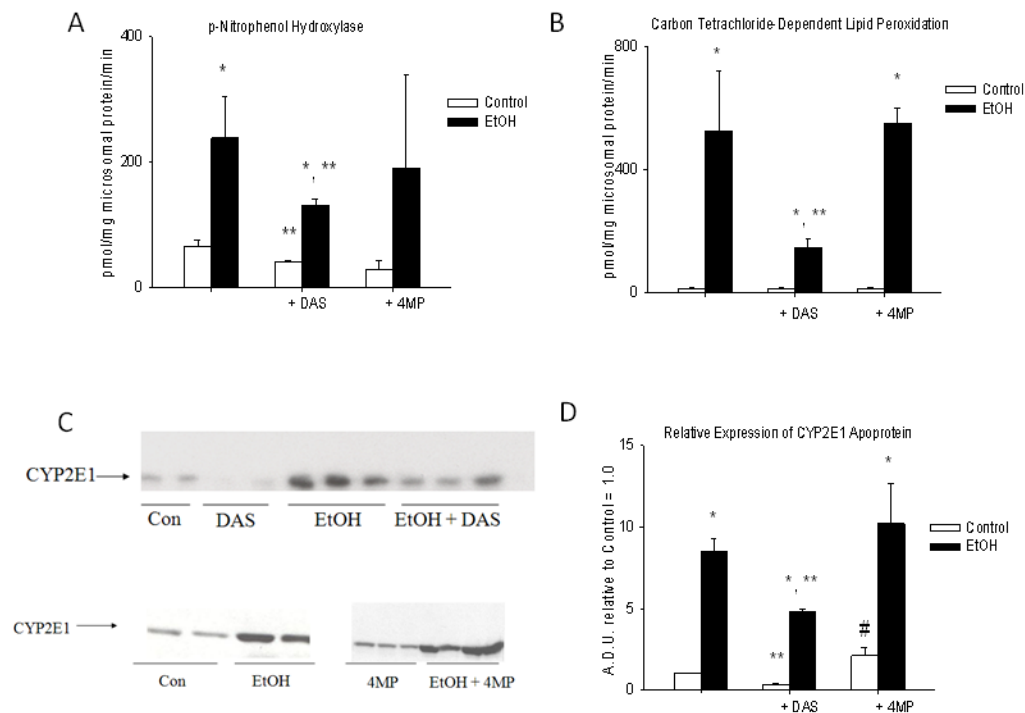 A
p-Nitrophenol Hydroxylase
pmol/mg microsomal protein/min
400
200
0
*
**
* , **
+ DAS
+ 4MP
Control
EtOH
B
Carbon Tetrachloride-Dependent Lipid Peroxidation
pmol/mg microsomal protein/min
800
400
0
*
* , **
*
+ DAS
+ 4MP
Control
EtOH
C
CYP2E1
Con DAS EtOH EtOH + DAS
CYP2E1
Con EtOH 4MP EtOH + 4MP
D
Relative Expression of CYP2E1 Apoprotein
A.D.U. relative to Control = 1.0
15
10
5
0
*
**
* , **
#
*
+ DAS
+ 4MP
Control
EtOH